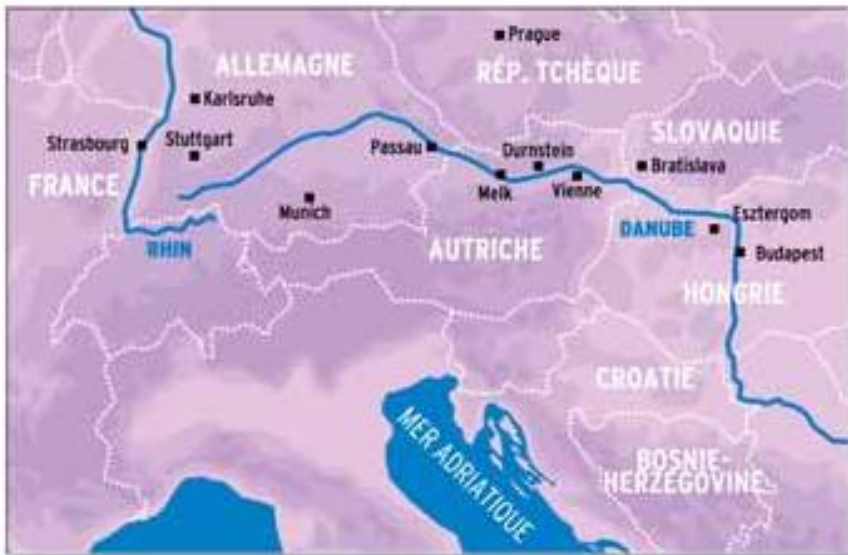 Prague
ALLEMAGNE
RÉP. TCHÈQUE
Karlsruhe
Strasbourg
Stuttgart
Passau
Durnstein
SLOVAQUIE
Bratislava
FRANCE
Melk
Vienne
Munich
Esztergom
DANUBE
RHIN
AUTRICHE
Budapest
HONGRIE
CROATIE
MER ADRIATIQUE
BOSNIE-
HERZÉGOVINE